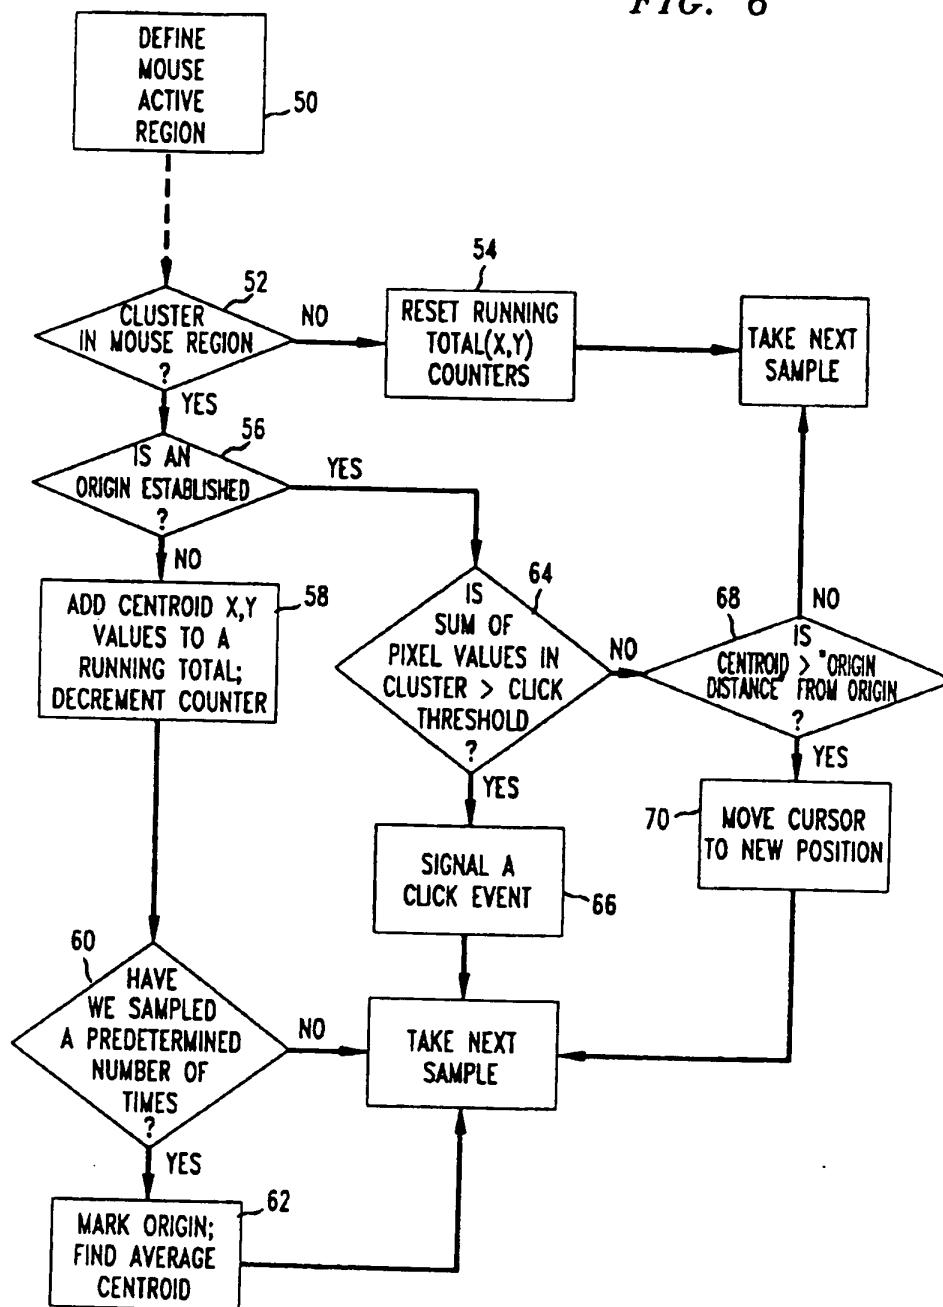 FIG. 6
DEFINE
MOUSE
ACTIVE
REGION
50
52
CLUSTER
IN MOUSE REGION
?
NO
YES
54
RESET RUNNING
TOTAL(X,Y)
COUNTERS
TAKE NEXT
SAMPLE
56
IS AN
ORIGIN ESTABLISHED
?
YES
NO
58
ADD CENTROID X,Y
VALUES TO A
RUNNING TOTAL;
DECREMENT COUNTER
64
IS
SUM OF
PIXEL VALUES IN
CLUSTER > CLICK
THRESHOLD
?
NO
YES
68
NO
IS
CENTROID > "ORIGIN
DISTANCE" FROM ORIGIN
?
YES
70
MOVE CURSOR
TO NEW POSITION
SIGNAL A
CLICK EVENT
66
60
HAVE
WE SAMPLED
A PREDETERMINED
NUMBER OF
TIMES
?
NO
YES
TAKE NEXT
SAMPLE
62
MARK ORIGIN;
FIND AVERAGE
CENTROID